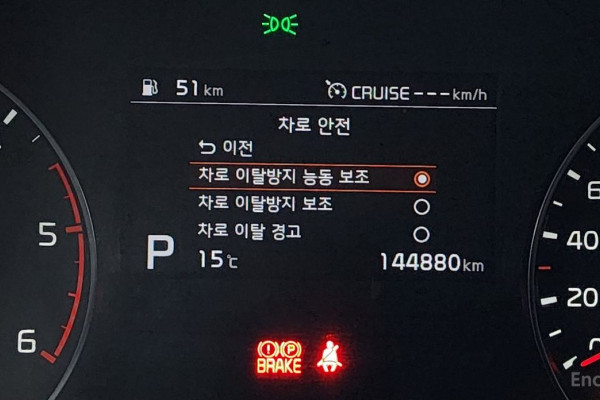 51 km CRUISE ---km/h
차로 안전
이전
차로 이탈방지 능동 보조
차로 이탈방지 보조
차로 이탈 경고
P 15℃ 144880km
5
6
40
20
(!) (P)
BRAKE